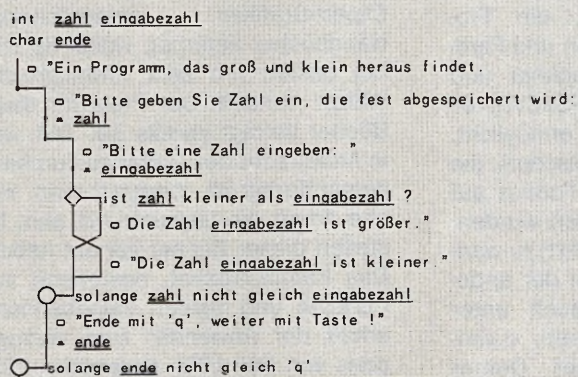 int zahl eingabezahl
char ende
"Ein Programm, das groß und klein heraus findet.
"Bitte geben Sie Zahl ein, die fest abgespeichert wird:
zahl
"Bitte eine Zahl eingeben: "
eingabezahl
ist zahl kleiner als eingabezahl ?
Die Zahl eingabezahl ist größer."
"Die Zahl eingabezahl ist kleiner."
solange zahl nicht gleich eingabezahl
"Ende mit 'q', weiter mit Taste !"
ende
solange ende nicht gleich 'q'